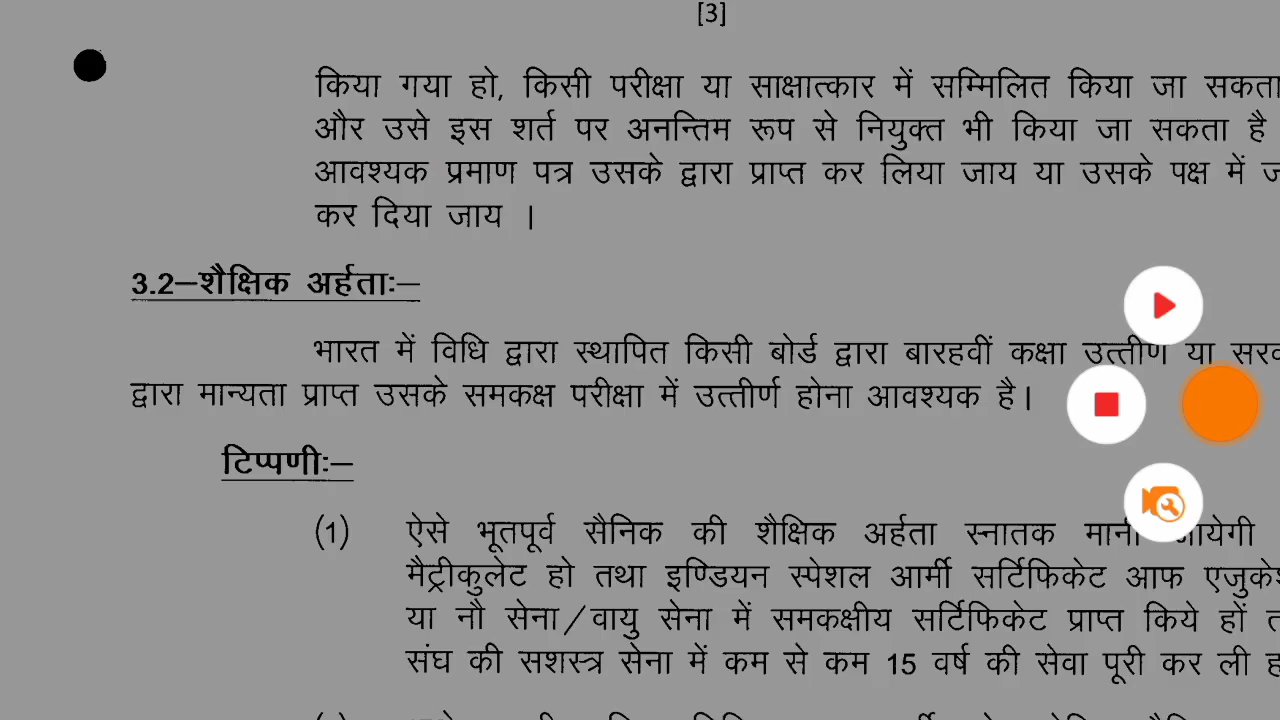 [3]
किया गया हो, किसी परीक्षा या साक्षात्कार में सम्मिलित किया जा सकता
और उसे इस शर्त पर अनन्तिम रूप से नियुक्त भी किया जा सकता है
आवश्यक प्रमाण पत्र उसके द्वारा प्राप्त कर लिया जाय या उसके पक्ष में
कर दिया जाय ।
3.2–शैक्षिक अर्हताः–
भारत में विधि द्वारा स्थापित किसी बोर्ड द्वारा बारहवीं कक्षा उत्तीर्ण या
द्वारा मान्यता प्राप्त उसके समकक्ष परीक्षा में उत्तीर्ण होना आवश्यक है।
टिप्पणीः–
(1) ऐसे भूतपूर्व सैनिक की शैक्षिक अर्हता स्नातक मानी जायेगी
मैट्रीकुलेट हो तथा इण्डियन स्पेशल आर्मी सर्टिफिकेट आफ
या नौ सेना/वायु सेना में समकक्षीय सर्टिफिकेट प्राप्त किये हों
संघ की सशस्त्र सेना में कम से कम 15 वर्ष की सेवा पूरी कर ली